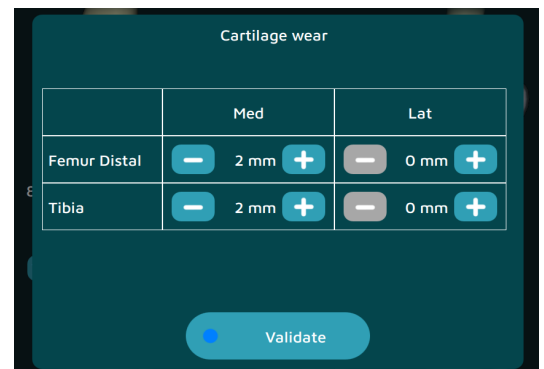 Cartilage wear
Med Lat
Femur Distal 2 mm 0 mm
Tibia 2 mm 0 mm
Validate